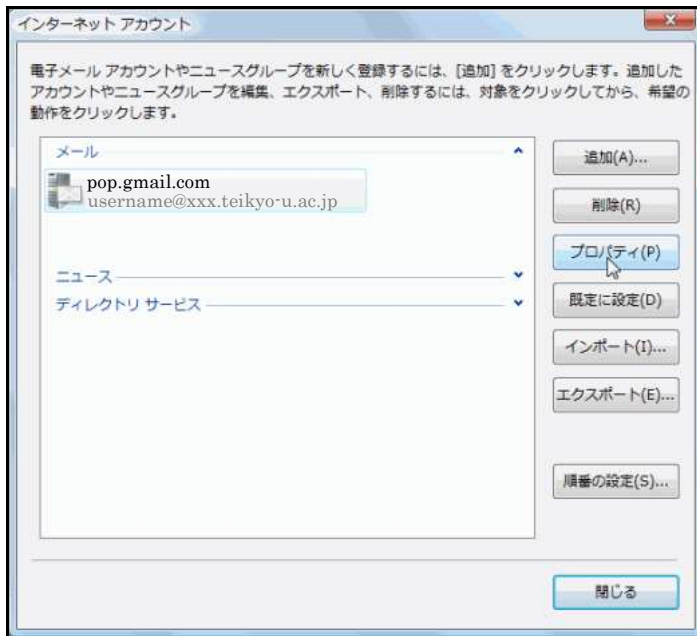 インターネット アカウント
電子メール アカウントやニュースグループを新しく登録するには、[追加] をクリックします。追加した
アカウントやニュースグループを編集、エクスポート、削除するには、対象をクリックしてから、希望の
動作をクリックします。
メール
pop.gmail.com
username@xxx.teikyo-u.ac.jp
ニュース
ディレクトリ サービス
追加(A)...
削除(R)
プロパティ(P)
既定に設定(D)
インポート(I)...
エクスポート(E)...
順番の設定(S)...
閉じる